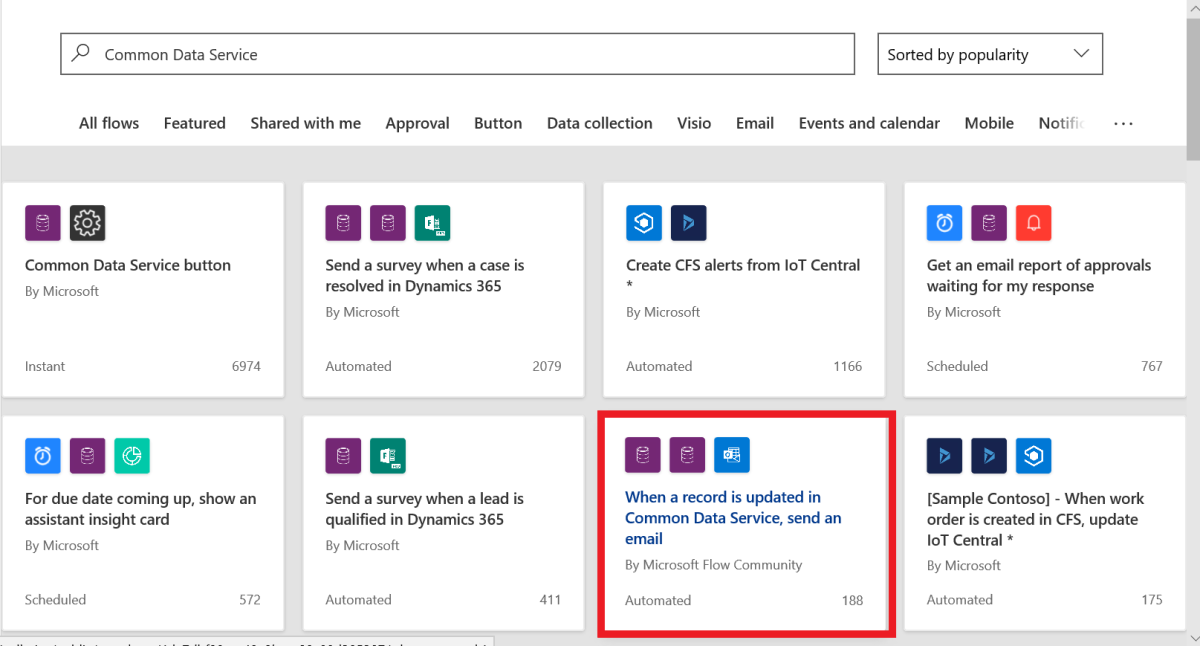 Common Data Service
Sorted by popularity
All flows Featured Shared with me Approval Button Data collection Visio Email Events and calendar Mobile Notific ...
Common Data Service button
By Microsoft
Instant 6974
Send a survey when a case is
resolved in Dynamics 365
By Microsoft
Automated 2079
Create CFS alerts from IoT Central
*
By Microsoft
Automated 1166
Get an email report of approvals
waiting for my response
By Microsoft
Scheduled 767
For due date coming up, show an
assistant insight card
By Microsoft
Scheduled 572
Send a survey when a lead is
qualified in Dynamics 365
By Microsoft
Automated 411
When a record is updated in
Common Data Service, send an
email
By Microsoft Flow Community
Automated 188
[Sample Contoso] - When work
order is created in CFS, update
IoT Central *
By Microsoft
Automated 175